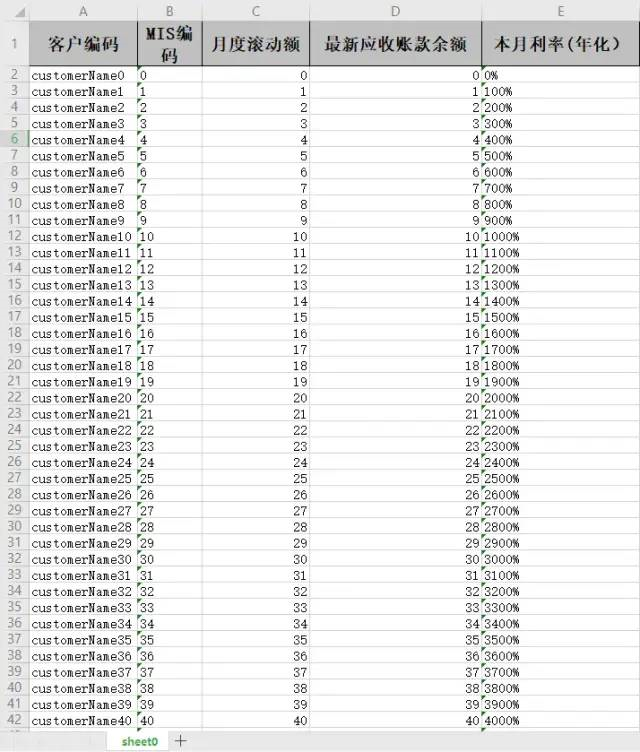 A B C D E
1 客户编码 MIS编码 月度滚动额 最新应收账款余额 本月利率(年化)
2 customerName0 0 0 0 0%
3 customerName1 1 1 1 100%
4 customerName2 2 2 2 200%
5 customerName3 3 3 3 300%
6 customerName4 4 4 4 400%
7 customerName5 5 5 5 500%
8 customerName6 6 6 6 600%
9 customerName7 7 7 7 700%
10 customerName8 8 8 8 800%
11 customerName9 9 9 9 900%
12 customerName10 10 10 10 1000%
13 customerName11 11 11 11 1100%
14 customerName12 12 12 12 1200%
15 customerName13 13 13 13 1300%
16 customerName14 14 14 14 1400%
17 customerName15 15 15 15 1500%
18 customerName16 16 16 16 1600%
19 customerName17 17 17 17 1700%
20 customerName18 18 18 18 1800%
21 customerName19 19 19 19 1900%
22 customerName20 20 20 20 2000%
23 customerName21 21 21 21 2100%
24 customerName22 22 22 22 2200%
25 customerName23 23 23 23 2300%
26 customerName24 24 24 24 2400%
27 customerName25 25 25 25 2500%
28 customerName26 26 26 26 2600%
29 customerName27 27 27 27 2700%
30 customerName28 28 28 28 2800%
31 customerName29 29 29 29 2900%
32 customerName30 30 30 30 3000%
33 customerName31 31 31 31 3100%
34 customerName32 32 32 32 3200%
35 customerName33 33 33 33 3300%
36 customerName34 34 34 34 3400%
37 customerName35 35 35 35 3500%
38 customerName36 36 36 36 3600%
39 customerName37 37 37 37 3700%
40 customerName38 38 38 38 3800%
41 customerName39 39 39 39 3900%
42 customerName40 40 40 40 4000%
sheet0 +